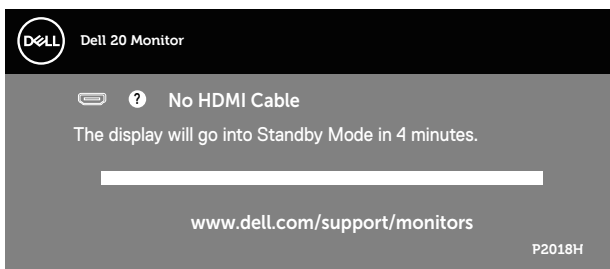 DELL
Dell 20 Monitor
? No HDMI Cable
The display will go into Standby Mode in 4 minutes.
www.dell.com/support/monitors
P2018H